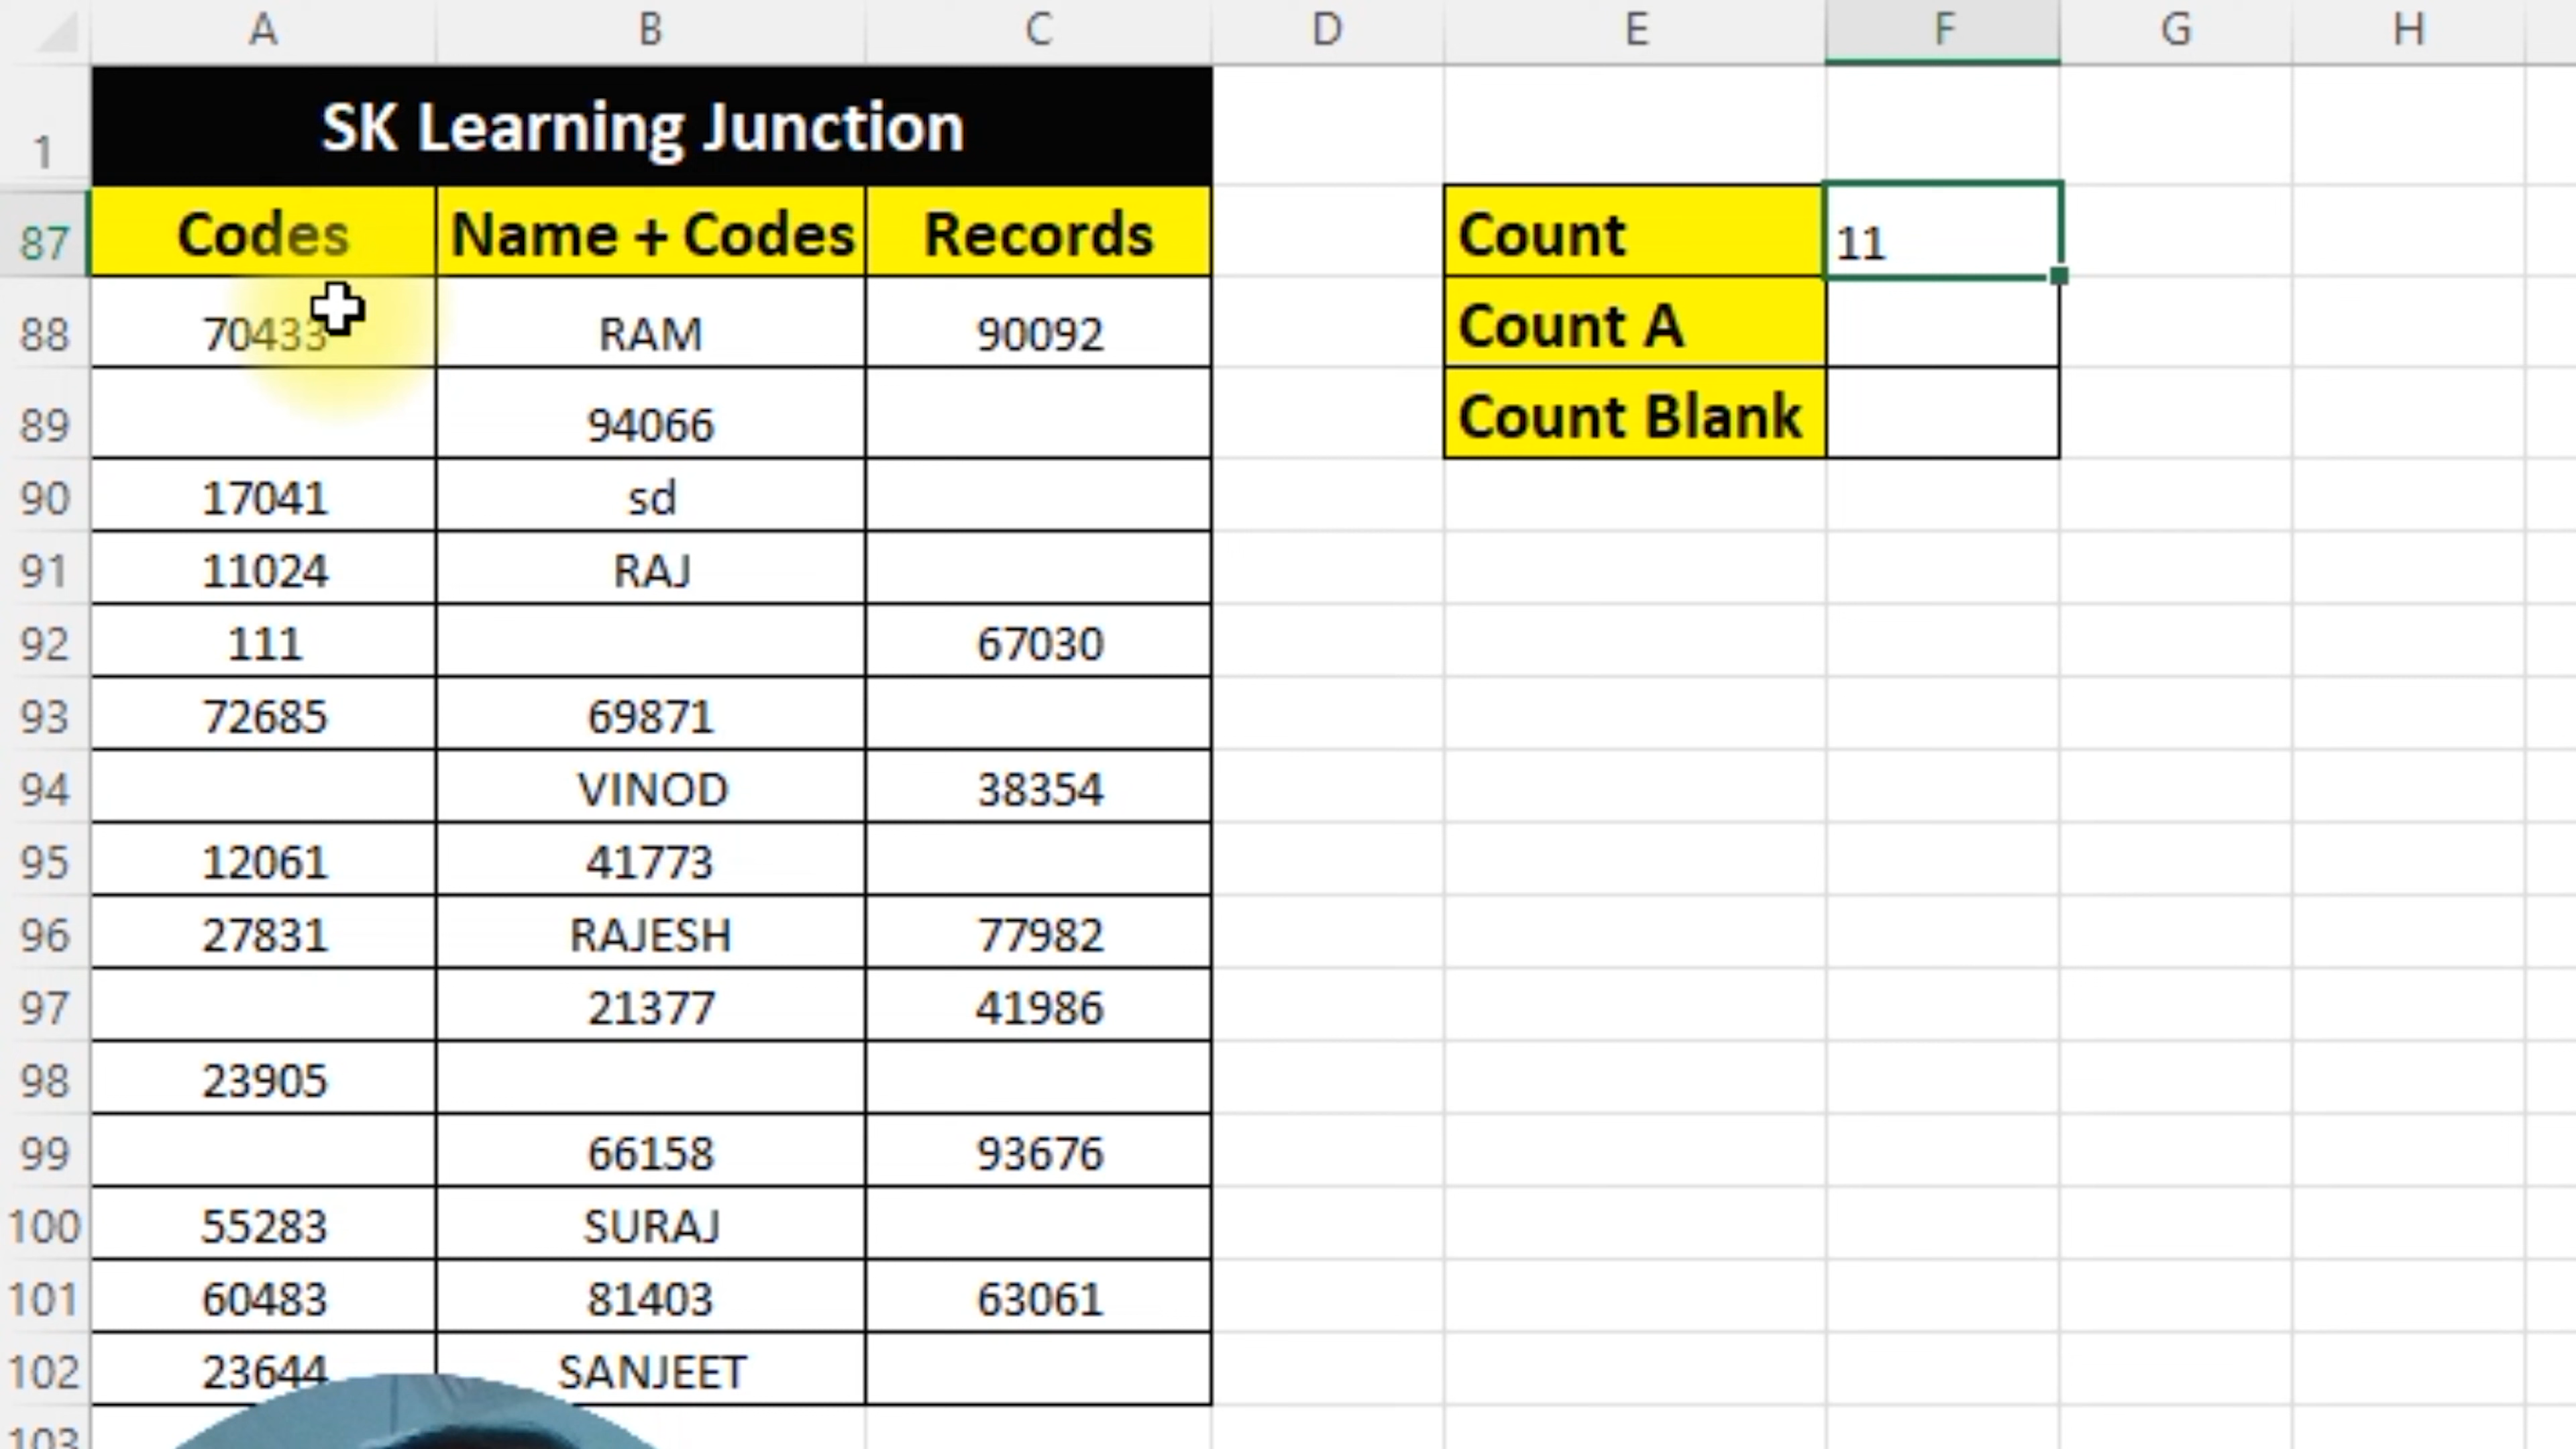 A B C D E F G H
1 SK Learning Junction
87 Codes Name + Codes Records Count 11
88 70433 RAM 90092 Count A
89 94066 Count Blank
90 17041 sd
91 11024 RAJ
92 111 67030
93 72685 69871
94 VINOD 38354
95 12061 41773
96 27831 RAJESH 77982
97 21377 41986
98 23905
99 66158 93676
100 55283 SURAJ
101 60483 81403 63061
102 23644 SANJEET
103